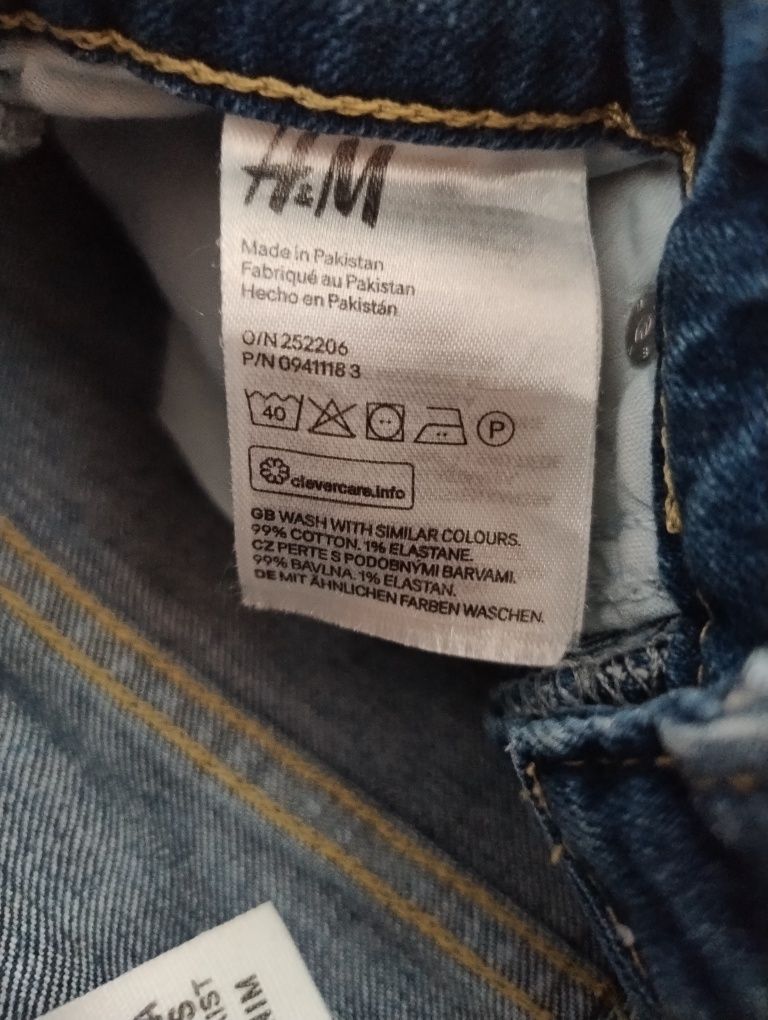 H&M
Made in Pakistan
Fabriqué au Pakistan
Hecho en Pakistán
O/N 252206
P/N 0941118 3
40
P
clevercare.info
GB WASH WITH SIMILAR COLOURS.
99% COTTON. 1% ELASTANE.
CZ PERTE S PODOBNÝMI BARVAMI.
99% BAVLNA. 1% ELASTAN.
DE MIT ÄHNLICHEN FARBEN WASCHEN.